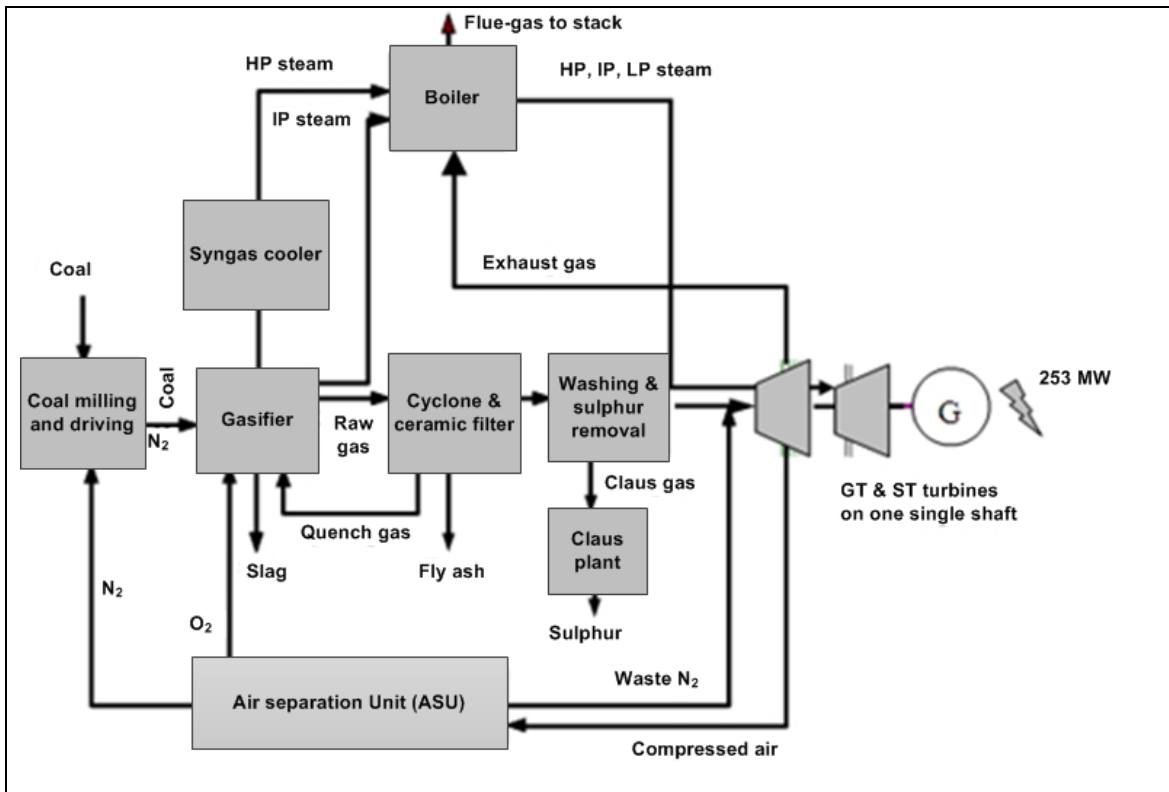 Flue-gas to stack
HP steam
HP, IP, LP steam
Boiler
IP steam
Syngas cooler
Exhaust gas
Coal
Coal milling
and driving
Coal
N₂
Gasifier
Raw
gas
Cyclone &
ceramic filter
Washing &
sulphur
removal
G
253 MW
GT & ST turbines
on one single shaft
Claus gas
Quench gas
Claus
plant
Slag
Fly ash
N₂
O₂
Sulphur
Waste N₂
Air separation Unit (ASU)
Compressed air